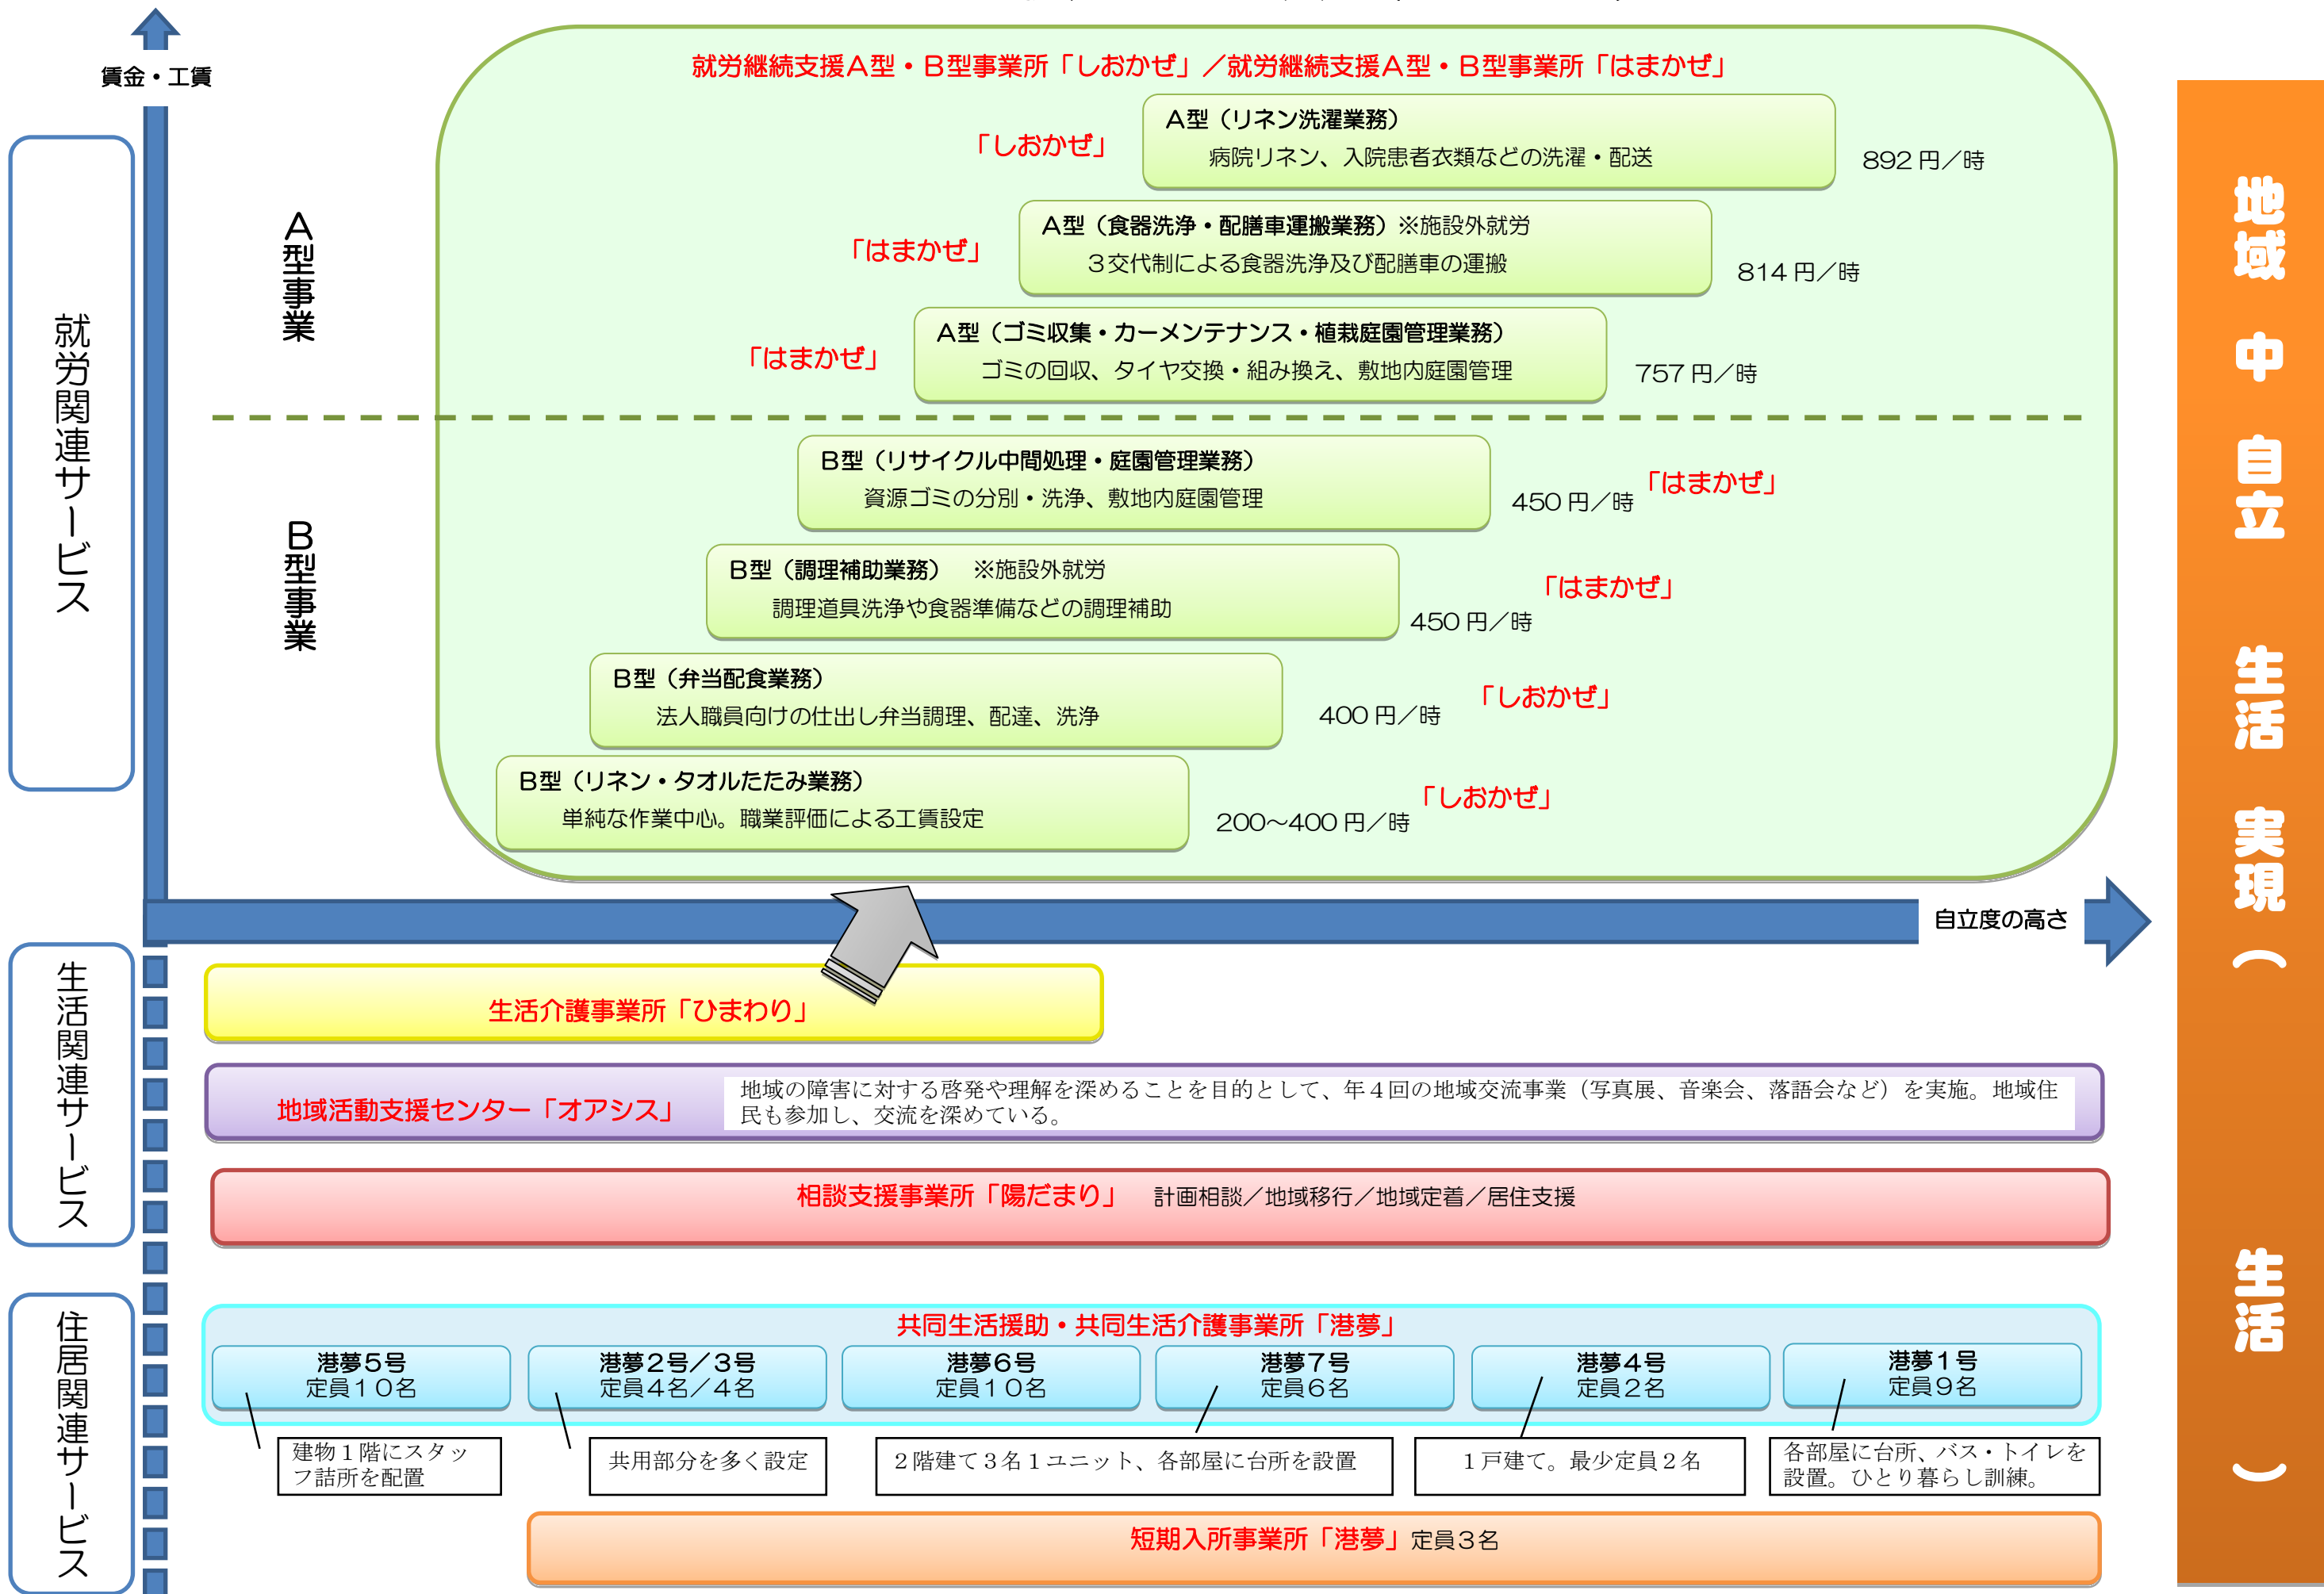 賃金・工賃
就労継続支援A型・B型事業所「しおかぜ」／就労継続支援A型・B型事業所「はまかぜ」
就労関連サービス
A型事業
「しおかぜ」
A型（リネン洗濯業務）
病院リネン、入院患者衣類などの洗濯・配送
892円／時
「はまかぜ」
A型（食器洗浄・配膳車運搬業務）※施設外就労
３交代制による食器洗浄及び配膳車の運搬
814円／時
「はまかぜ」
A型（ゴミ収集・カーメンテナンス・植栽庭園管理業務）
ゴミの回収、タイヤ交換・組み換え、敷地内庭園管理
757円／時
B型事業
B型（リサイクル中間処理・庭園管理業務）
資源ゴミの分別・洗浄、敷地内庭園管理
450円／時
「はまかぜ」
B型（調理補助業務）　※施設外就労
調理道具洗浄や食器準備などの調理補助
450円／時
「はまかぜ」
B型（弁当配食業務）
法人職員向けの仕出し弁当調理、配達、洗浄
400円／時
「しおかぜ」
B型（リネン・タオルたたみ業務）
単純な作業中心。職業評価による工賃設定
200～400円／時
「しおかぜ」
自立度の高さ
生活関連サービス
生活介護事業所「ひまわり」
地域活動支援センター「オアシス」
地域の障害に対する啓発や理解を深めることを目的として、年４回の地域交流事業（写真展、音楽会、落語会など）を実施。地域住
民も参加し、交流を深めている。
相談支援事業所「陽だまり」　計画相談／地域移行／地域定着／居住支援
住居関連サービス
共同生活援助・共同生活介護事業所「港夢」
港夢５号
定員１０名
港夢２号／３号
定員４名／４名
港夢６号
定員１０名
港夢７号
定員６名
港夢４号
定員２名
港夢１号
定員９名
建物１階にスタッ
フ詰所を配置
共用部分を多く設定
２階建て３名１ユニット、各部屋に台所を設置
１戸建て。最少定員２名
各部屋に台所、バス・トイレを
設置。ひとり暮らし訓練。
短期入所事業所「港夢」定員３名
地域　中　自立　生活　実現（　生活　）